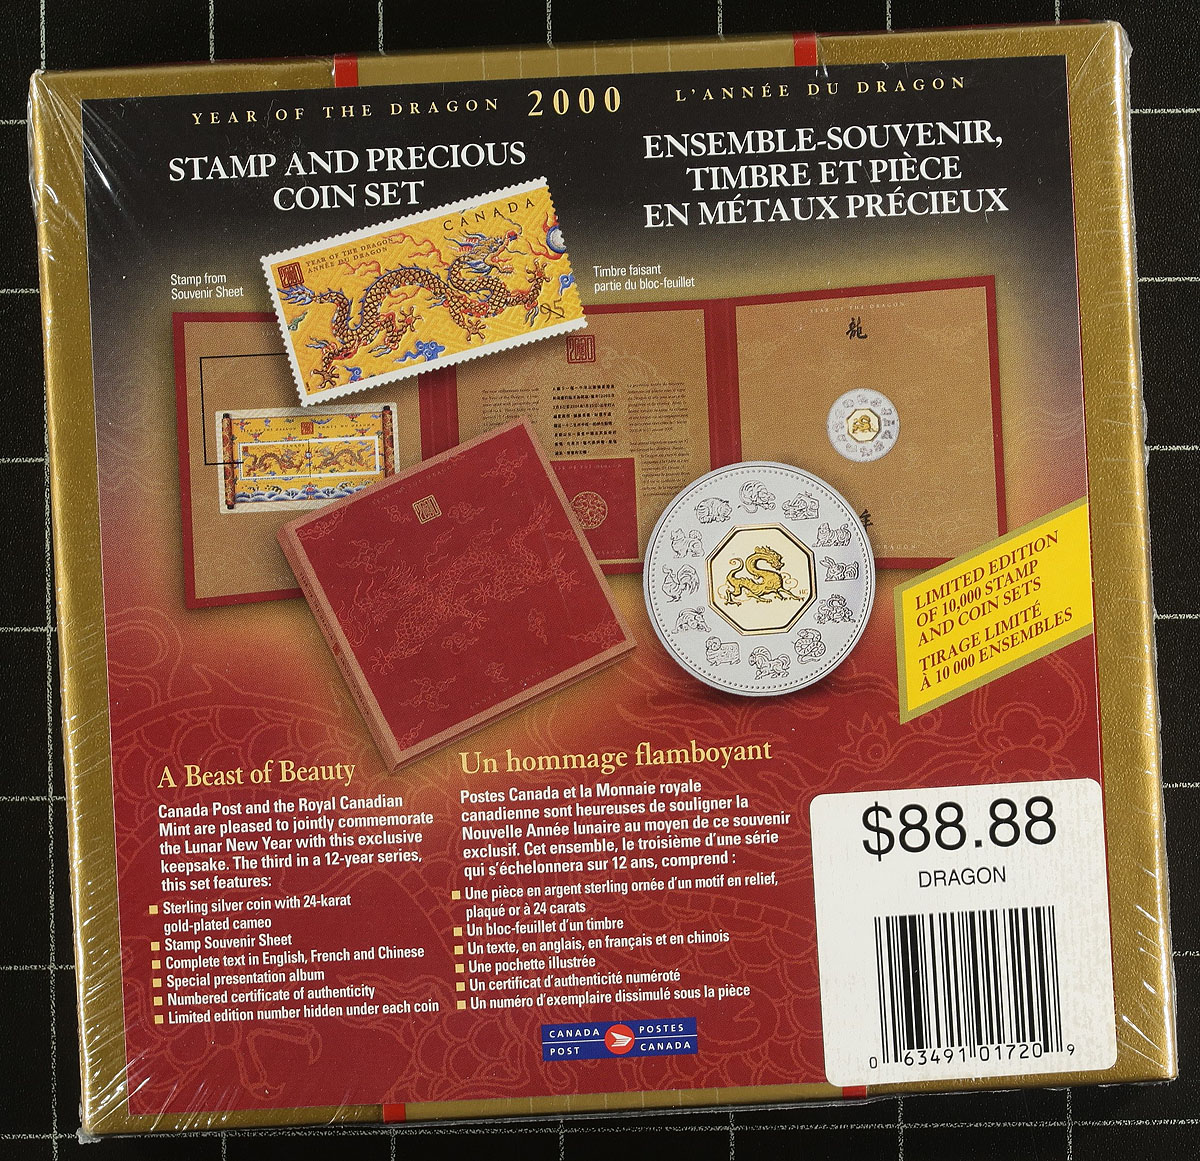 YEAR OF THE DRAGON 2000 L'ANNÉE DU DRAGON
STAMP AND PRECIOUS
COIN SET
ENSEMBLE-SOUVENIR,
TIMBRE ET PIÈCE
EN MÉTAUX PRÉCIEUX
CANADA
YEAR OF THE DRAGON
ANNÉE DU DRAGON
2000
95
Stamp from
Souvenir Sheet
Timbre faisant
partie du bloc-feuillet
2000
YEAR OF THE DRAGON
龍
年
2000
LIMITED EDITION
OF 10,000 STAMP
AND COIN SETS
TIRAGE LIMITÉ
À 10 000 ENSEMBLES
A Beast of Beauty
Canada Post and the Royal Canadian
Mint are pleased to jointly commemorate
the Lunar New Year with this exclusive
keepsake. The third in a 12-year series,
this set features:
Sterling silver coin with 24-karat
gold-plated cameo
Stamp Souvenir Sheet
Complete text in English, French and Chinese
Special presentation album
Numbered certificate of authenticity
Limited edition number hidden under each coin
Un hommage flamboyant
Postes Canada et la Monnaie royale
canadienne sont heureuses de souligner la
Nouvelle Année lunaire au moyen de ce souvenir
exclusif. Cet ensemble, le troisième d'une série
qui s'échelonnera sur 12 ans, comprend :
Une pièce en argent sterling ornée d'un motif en relief,
plaqué or à 24 carats
Un bloc-feuillet d'un timbre
Un texte, en anglais, en français et en chinois
Une pochette illustrée
Un certificat d'authenticité numéroté
Un numéro d'exemplaire dissimulé sous la pièce
CANADA POSTES
POST CANADA
$88.88
DRAGON
0 63491 01720 9